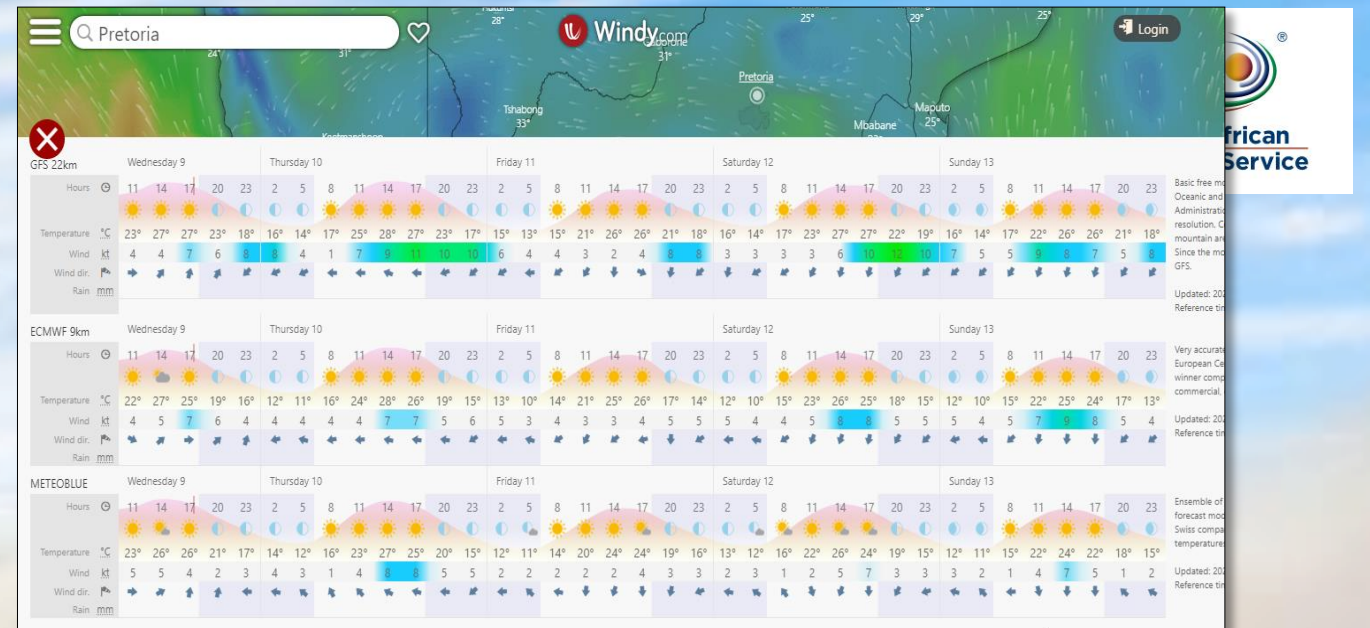 Pretoria
Windy.com
Login
28°
25°
29°
25°
24°
31°
31°
Pretoria
Tshabong
33°
Maputo
25°
Mbabane
frican
Service
®
GFS 22km
Wednesday 9 Thursday 10 Friday 11 Saturday 12 Sunday 13
Hours 11 14 17 20 23 2 5 8 11 14 17 20 23 2 5 8 11 14 17 20 23 2 5 8 11 14 17 20 23 2 5 8 11 14 17 20 23
Temperature °C 23° 27° 27° 23° 18° 16° 14° 17° 25° 28° 27° 23° 17° 15° 13° 15° 21° 26° 26° 21° 18° 16° 14° 17° 23° 27° 27° 22° 19° 16° 14° 17° 22° 26° 26° 21° 18°
Wind kt 4 4 7 6 8 8 4 1 7 9 11 10 10 6 4 4 3 2 4 8 8 3 3 3 3 6 10 12 10 7 5 5 9 8 7 5 8
Wind dir.
Rain mm
Basic free mo
Oceanic and
Administratio
resolution. C
mountain are
Since the mo
GFS.
Updated: 202
Reference tim
ECMWF 9km
Wednesday 9 Thursday 10 Friday 11 Saturday 12 Sunday 13
Hours 11 14 17 20 23 2 5 8 11 14 17 20 23 2 5 8 11 14 17 20 23 2 5 8 11 14 17 20 23 2 5 8 11 14 17 20 23
Temperature °C 22° 27° 25° 19° 16° 12° 11° 16° 24° 28° 26° 19° 15° 13° 10° 14° 21° 25° 26° 17° 14° 12° 10° 15° 23° 26° 25° 18° 15° 12° 10° 15° 22° 25° 24° 17° 13°
Wind kt 4 5 7 6 4 4 4 4 4 7 7 5 6 5 3 4 3 3 4 5 5 5 4 4 5 8 8 5 5 5 4 5 7 9 8 5 4
Wind dir.
Rain mm
Very accurate
European Ce
winner comp
commercial,
Updated: 202
Reference tim
METEOBLUE
Wednesday 9 Thursday 10 Friday 11 Saturday 12 Sunday 13
Hours 11 14 17 20 23 2 5 8 11 14 17 20 23 2 5 8 11 14 17 20 23 2 5 8 11 14 17 20 23 2 5 8 11 14 17 20 23
Temperature °C 23° 26° 26° 21° 17° 14° 12° 16° 23° 27° 25° 20° 15° 12° 11° 14° 20° 24° 24° 19° 16° 13° 12° 16° 22° 26° 24° 19° 15° 12° 11° 15° 22° 24° 22° 18° 15°
Wind kt 5 5 4 2 3 4 3 1 4 8 8 5 5 2 2 2 2 2 4 3 3 2 3 1 2 5 7 3 3 3 2 1 4 7 5 1 2
Wind dir.
Rain mm
Ensemble of
forecast mod
Swiss compa
temperatures
Updated: 202
Reference tim